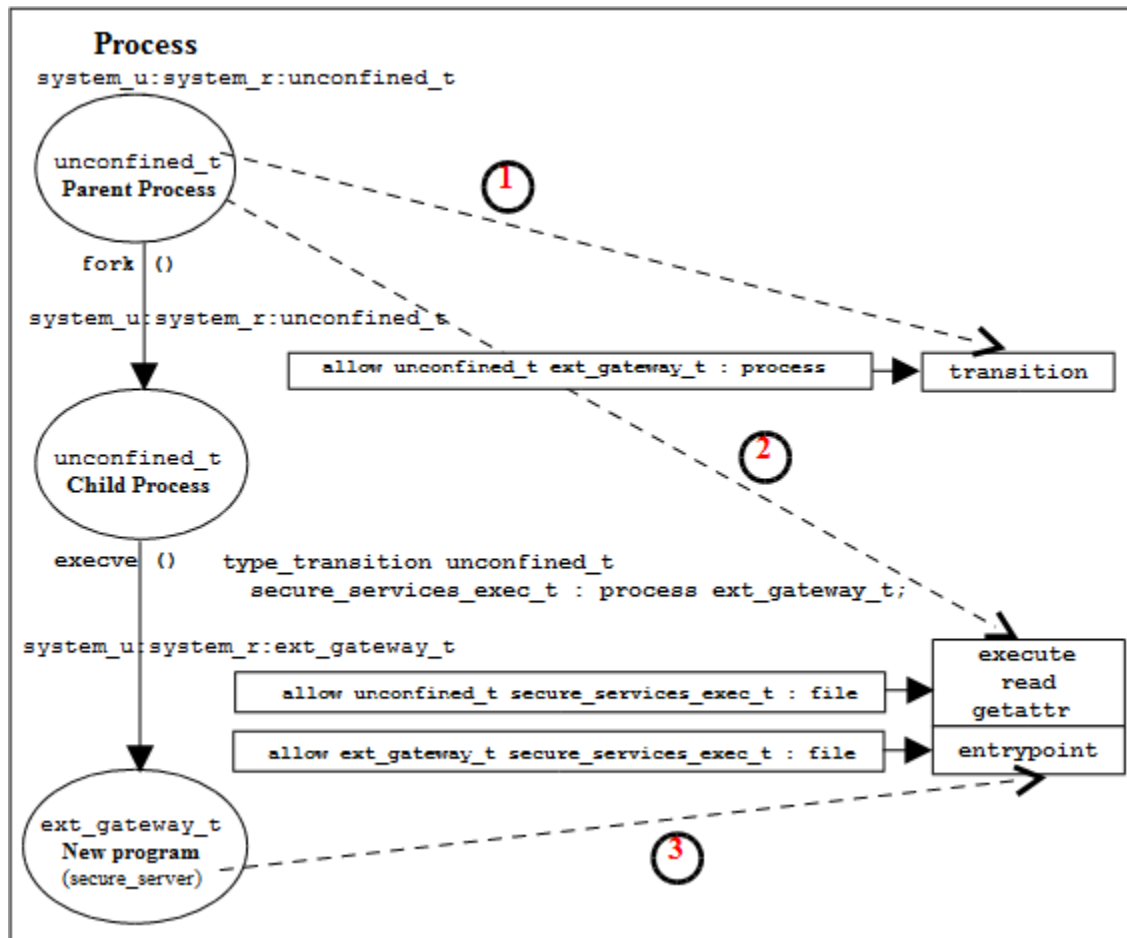 Process
system_u:system_r:unconfined_t
unconfined_t
Parent Process
1
fork ()
system_u:system_r:unconfined_t
allow unconfined_t ext_gateway_t : process
transition
2
unconfined_t
Child Process
execve ()
type_transition unconfined_t
secure_services_exec_t : process ext_gateway_t;
system_u:system_r:ext_gateway_t
execute
read
getattr
allow unconfined_t secure_services_exec_t : file
allow ext_gateway_t secure_services_exec_t : file
entrypoint
ext_gateway_t
New program
(secure_server)
3